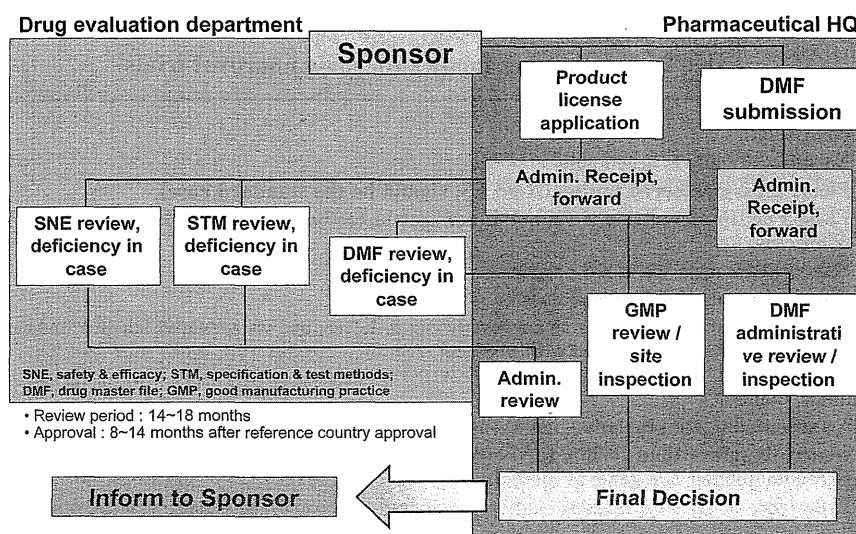 Drug evaluation department
Pharmaceutical HQ
Sponsor
Product
license
application
DMF
submission
Admin. Receipt,
forward
Admin.
Receipt,
forward
SNE review,
deficiency in
case
STM review,
deficiency in
case
DMF review,
deficiency in
case
GMP
review /
site
inspection
DMF
administrati
ve review /
inspection
SNE, safety & efficacy; STM, specification & test methods;
DMF, drug master file; GMP, good manufacturing practice
Admin.
review
• Review period : 14~18 months
• Approval : 8~14 months after reference country approval
Inform to Sponsor
Final Decision